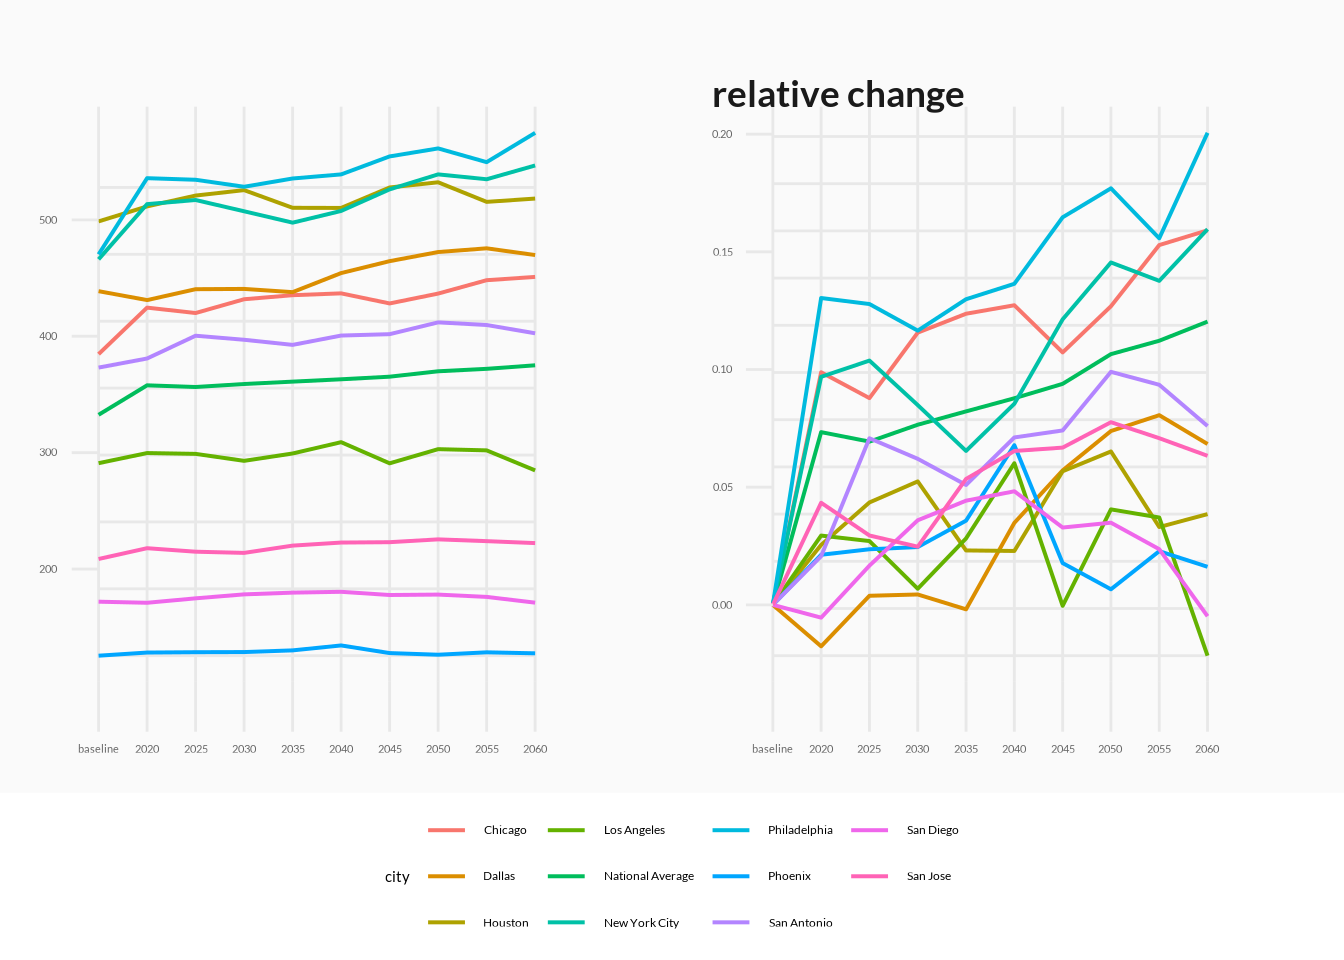 relative change
500
400
300
200
baseline 2020 2025 2030 2035 2040 2045 2050 2055 2060
0.20
0.15
0.10
0.05
0.00
baseline 2020 2025 2030 2035 2040 2045 2050 2055 2060
city
Chicago Los Angeles Philadelphia San Diego
Dallas National Average Phoenix San Jose
Houston New York City San Antonio